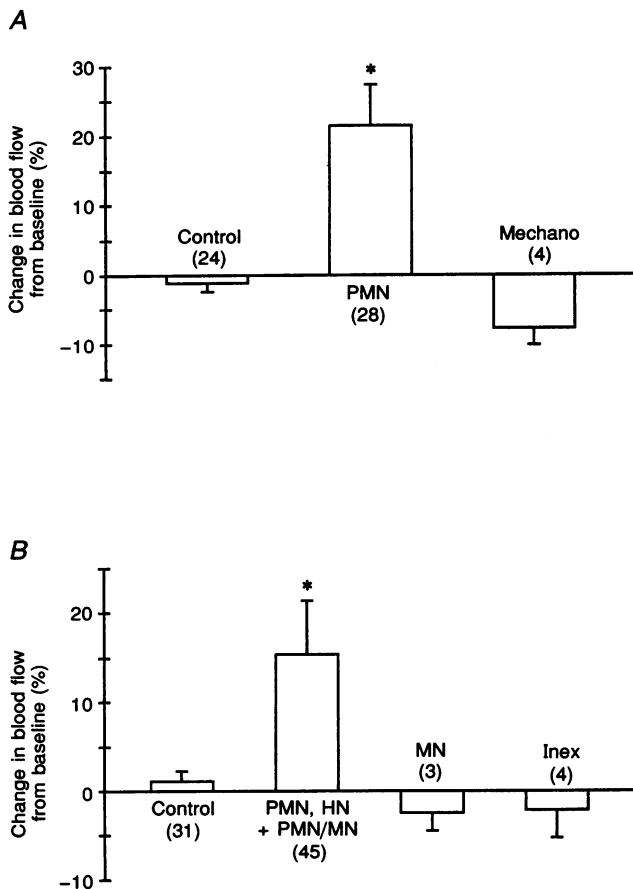 A
Change in blood flow
from baseline (%)
30
20
10
0
−10
Control
(24)
*
PMN
(28)
Mechano
(4)
B
Change in blood flow
from baseline (%)
20
10
0
−10
Control
(31)
*
PMN, HN
+ PMN/MN
(45)
MN
(3)
Inex
(4)